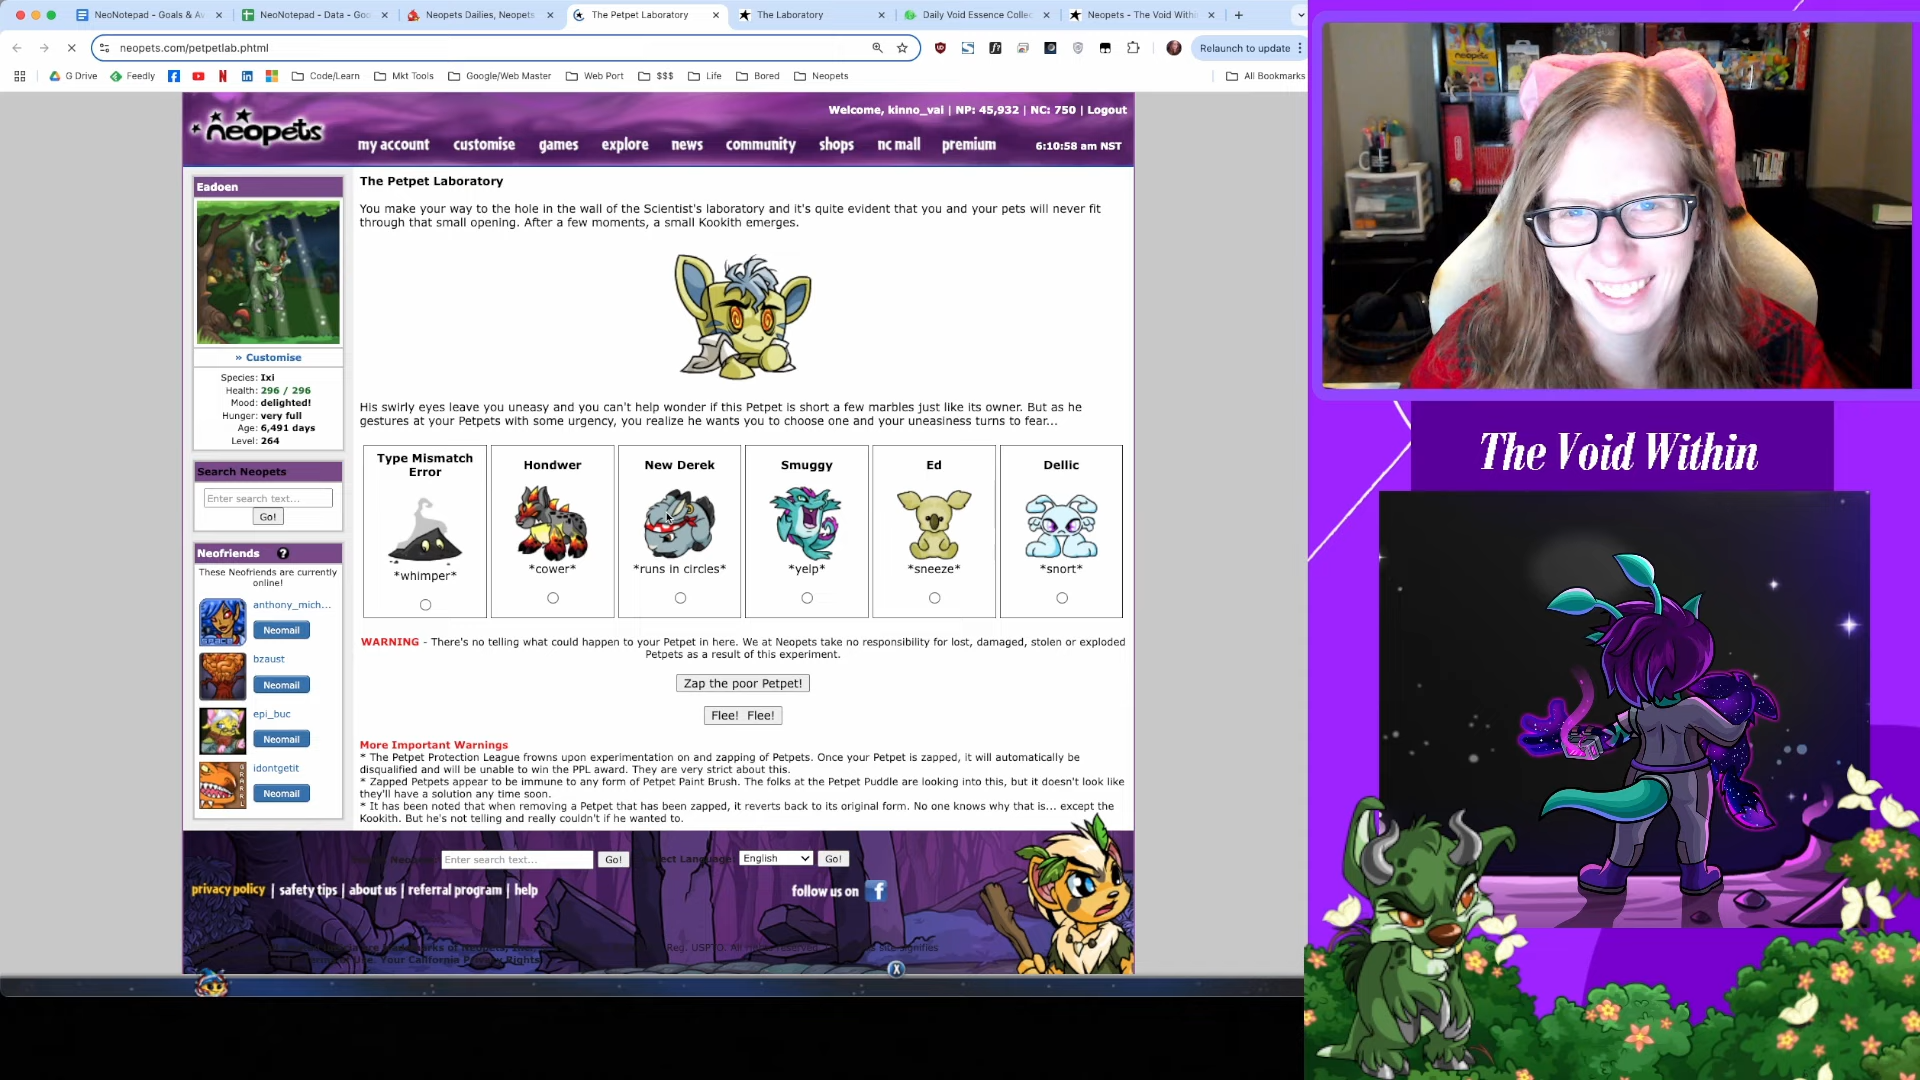 NeoNotepad - Goals & Av
NeoNotepad - Data - Goo
Neopets Dailies, Neopets
The Petpet Laboratory
The Laboratory
Daily Void Essence Collec
Neopets - The Void Within
neopets.com/petpetlab.phtml
Relaunch to update
G Drive
Feedly
Code/Learn
Mkt Tools
Google/Web Master
Web Port
$$$
Life
Bored
Neopets
All Bookmarks
neopets
Welcome, kinno_vai | NP: 45,932 | NC: 750 | Logout
my account
customise
games
explore
news
community
shops
nc mall
premium
6:10:58 am NST
Eadoen
» Customise
Species: Ixi
Health: 296 / 296
Mood: delighted!
Hunger: very full
Age: 6,491 days
Level: 264
Search Neopets
Enter search text...
Go!
Neofriends ?
These Neofriends are currently
online!
anthony_mich...
Neomail
bzaust
Neomail
epi_buc
Neomail
idontgetit
Neomail
The Petpet Laboratory
You make your way to the hole in the wall of the Scientist's laboratory and it's quite evident that you and your pets will never fit
through that small opening. After a few moments, a small Kookith emerges.
His swirly eyes leave you uneasy and you can't help wonder if this Petpet is short a few marbles just like its owner. But as he
gestures at your Petpets with some urgency, you realize he wants you to choose one and your uneasiness turns to fear...
Type Mismatch
Error
*whimper*
Hondwer
*cower*
New Derek
*runs in circles*
Smuggy
*yelp*
Ed
*sneeze*
Dellic
*snort*
WARNING - There's no telling what could happen to your Petpet in here. We at Neopets take no responsibility for lost, damaged, stolen or exploded
Petpets as a result of this experiment.
Zap the poor Petpet!
Flee! Flee!
More Important Warnings
* The Petpet Protection League frowns upon experimentation on and zapping of Petpets. Once your Petpet is zapped, it will automatically be
disqualified and will be unable to win the PPL award. They are very strict about this.
* Zapped Petpets appear to be immune to any form of Petpet Paint Brush. The folks at the Petpet Puddle are looking into this, but it doesn't look like
they'll have a solution any time soon.
* It has been noted that when removing a Petpet that has been zapped, it reverts back to its original form. No one knows why that is... except the
Kookith. But he's not telling and really couldn't if he wanted to.
Enter search text...
Go!
Language:
English
Go!
privacy policy | safety tips | about us | referral program | help
follow us on
Reg. USPTO.
Your California Privacy Rights
The Void Within